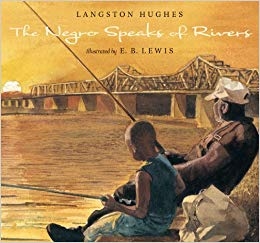 LANGSTON HUGHES
The Negro Speaks of Rivers
Illustrated by E. B. LEWIS